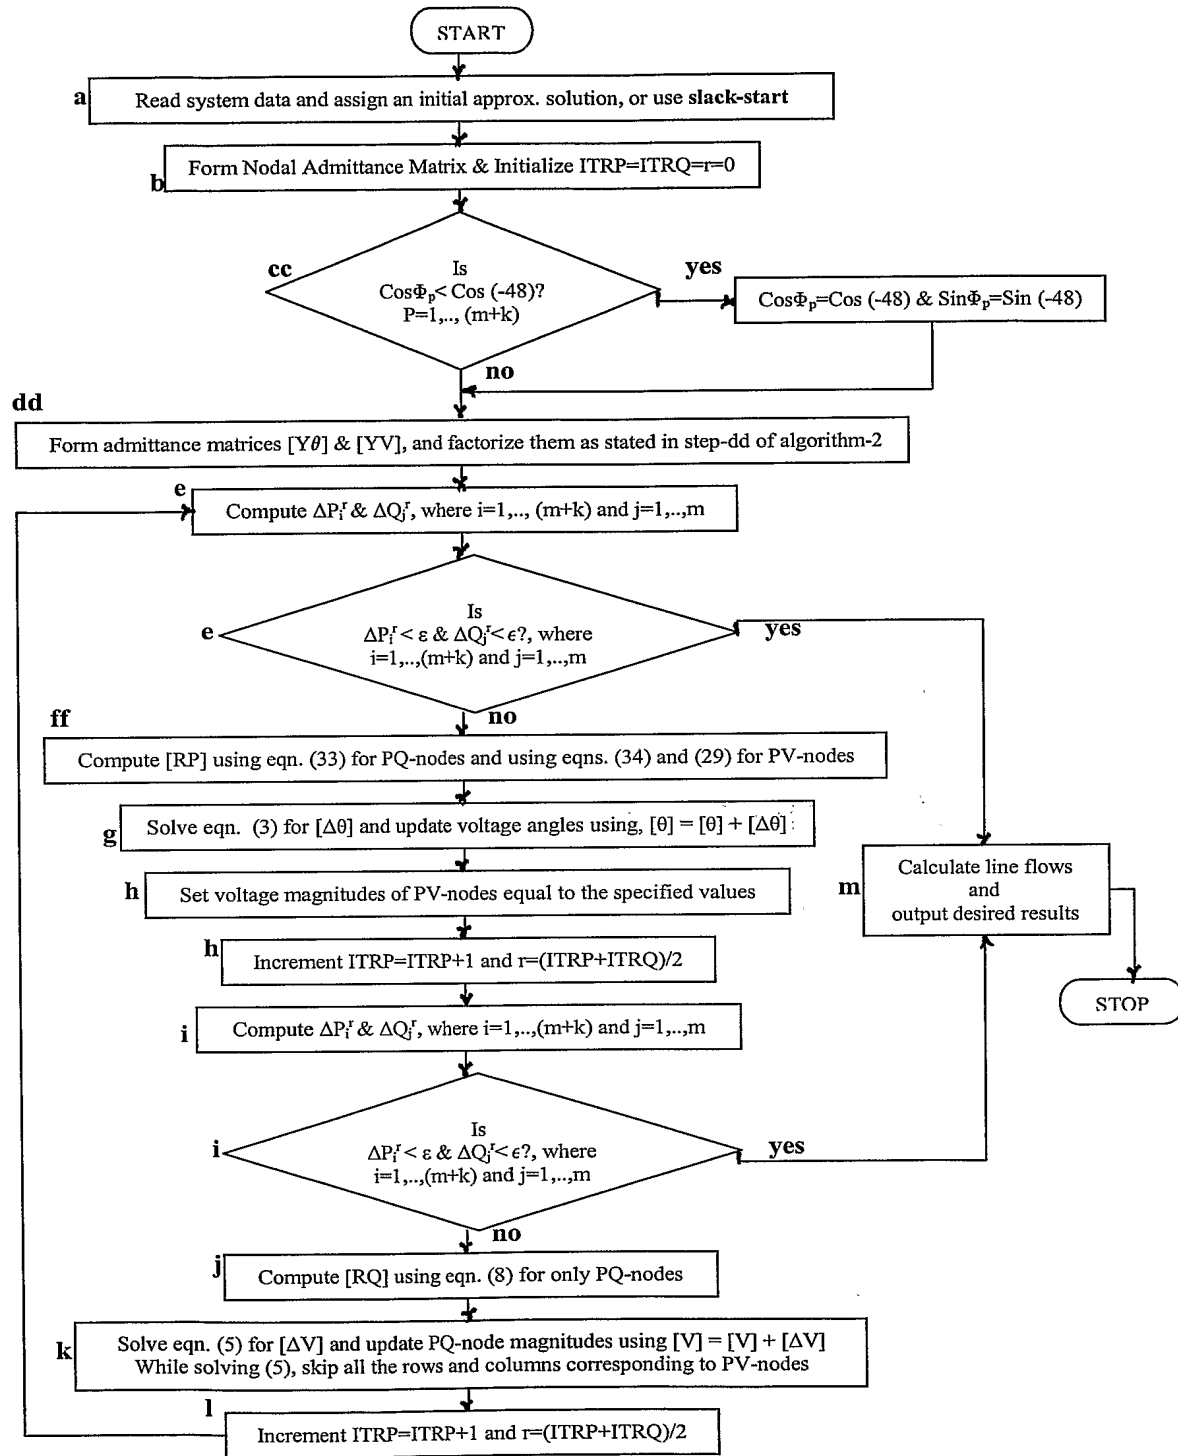 START
a
Read system data and assign an initial approx. solution, or use slack-start
b
Form Nodal Admittance Matrix & Initialize ITRP=ITRQ=r=0
cc
Is
CosΦp< Cos (-48)?
P=1,.., (m+k)
yes
CosΦp=Cos (-48) & SinΦp=Sin (-48)
no
dd
Form admittance matrices [Yθ] & [YV], and factorize them as stated in step-dd of algorithm-2
e
Compute ΔPiʳ & ΔQjʳ, where i=1,.., (m+k) and j=1,..,m
e
Is
ΔPiʳ< ε & ΔQjʳ< ϵ?, where
i=1,..,(m+k) and j=1,..,m
yes
no
ff
Compute [RP] using eqn. (33) for PQ-nodes and using eqns. (34) and (29) for PV-nodes
g
Solve eqn. (3) for [Δθ] and update voltage angles using, [θ] = [θ] + [Δθ]
h
Set voltage magnitudes of PV-nodes equal to the specified values
m
Calculate line flows
and
output desired results
h
Increment ITRP=ITRP+1 and r=(ITRP+ITRQ)/2
STOP
i
Compute ΔPiʳ & ΔQjʳ, where i=1,..,(m+k) and j=1,..,m
i
Is
ΔPiʳ< ε & ΔQjʳ< ϵ?, where
i=1,..,(m+k) and j=1,..,m
yes
no
j
Compute [RQ] using eqn. (8) for only PQ-nodes
k
Solve eqn. (5) for [ΔV] and update PQ-node magnitudes using [V] = [V] + [ΔV]
While solving (5), skip all the rows and columns corresponding to PV-nodes
l
Increment ITRP=ITRP+1 and r=(ITRP+ITRQ)/2